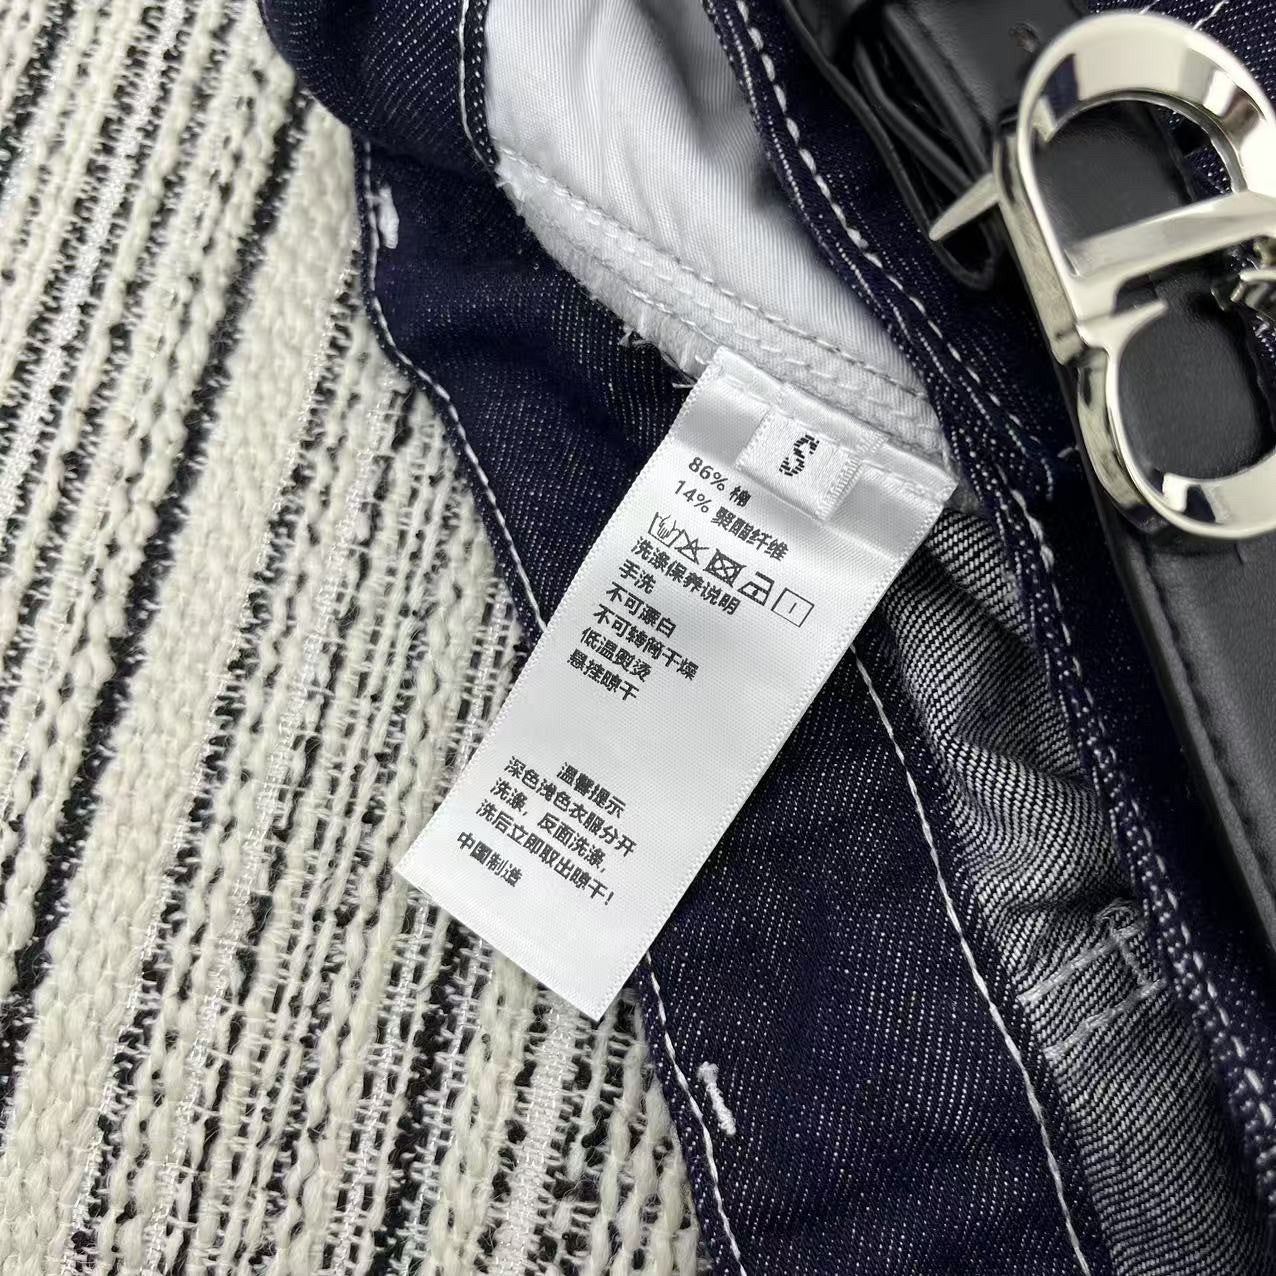 S
86% 棉
14% 聚酯纤维
洗涤保养说明
手洗
不可漂白
不可转筒干燥
低温熨烫
悬挂晾干
温馨提示
深色浅色衣服分开
洗涤，反面洗涤，
洗后立即取出晾干！
中国制造